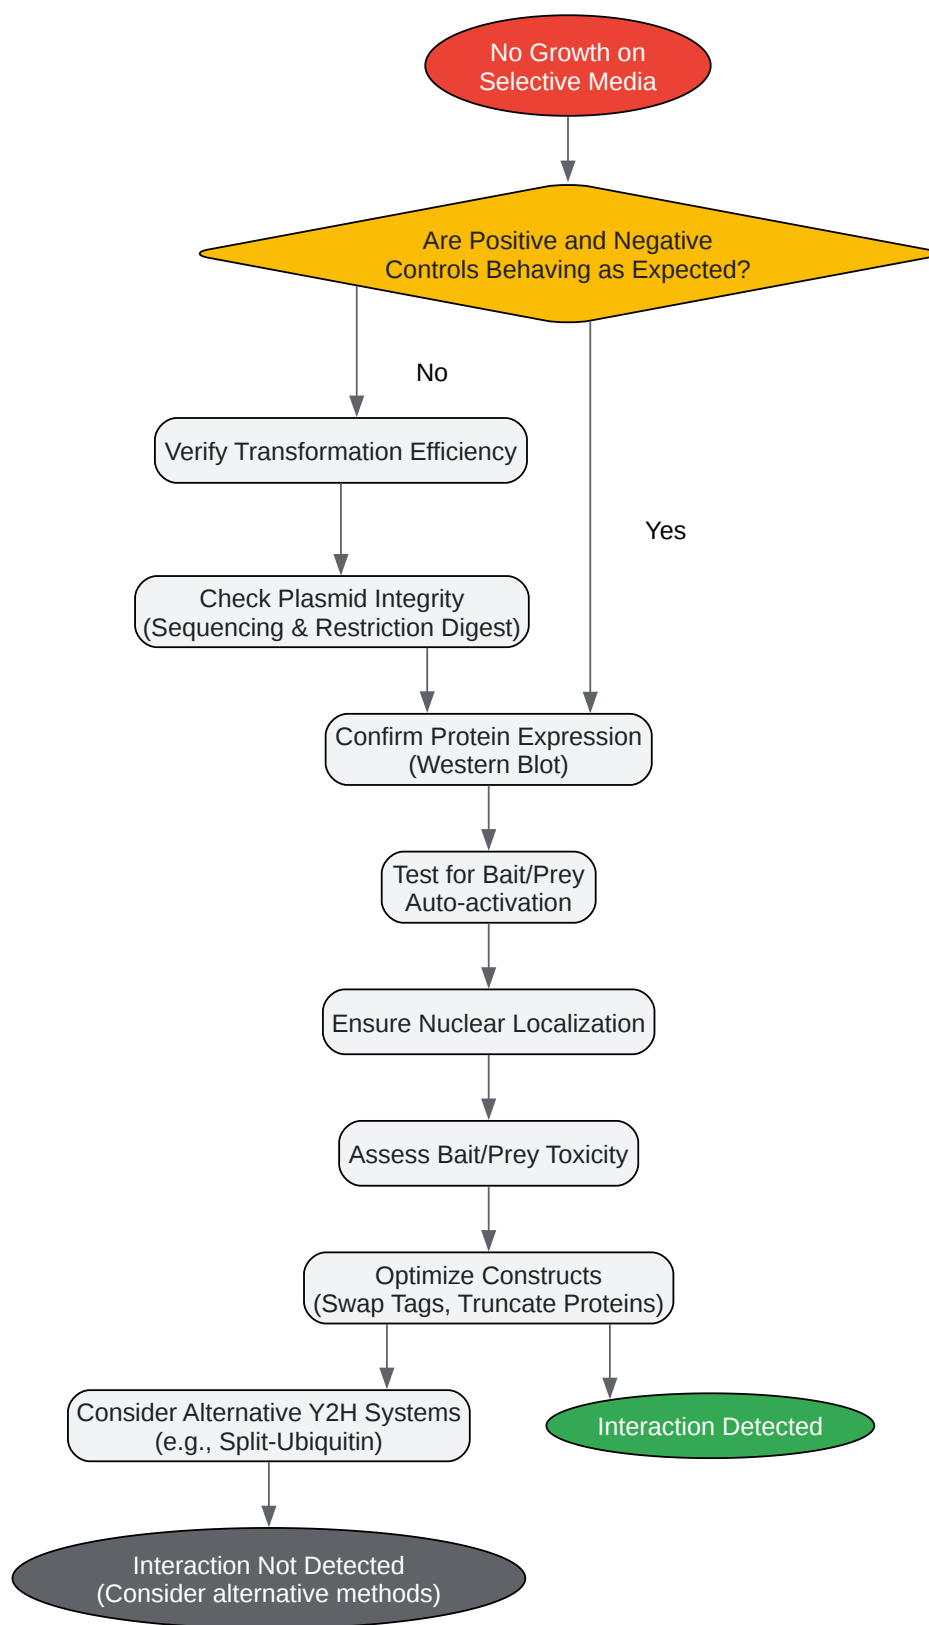 No Growth on
Selective Media
Are Positive and Negative
Controls Behaving as Expected?
No
Verify Transformation Efficiency
Yes
Check Plasmid Integrity
(Sequencing & Restriction Digest)
Confirm Protein Expression
(Western Blot)
Test for Bait/Prey
Auto-activation
Ensure Nuclear Localization
Assess Bait/Prey Toxicity
Optimize Constructs
(Swap Tags, Truncate Proteins)
Consider Alternative Y2H Systems
(e.g., Split-Ubiquitin)
Interaction Detected
Interaction Not Detected
(Consider alternative methods)